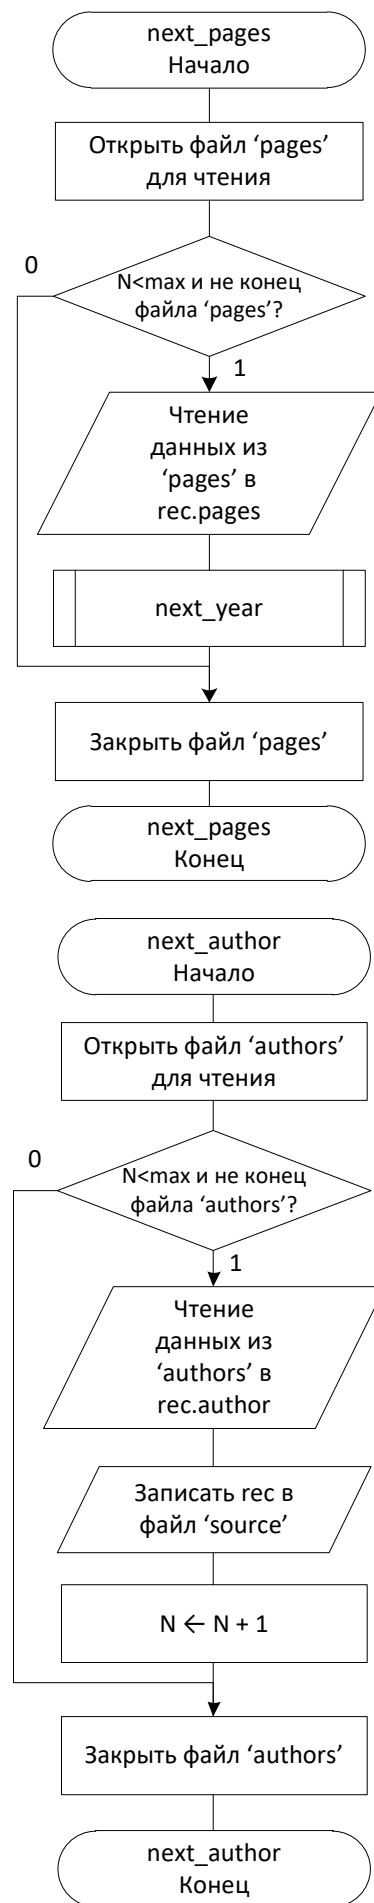 next_pages
Начало
Открыть файл ‘pages’
для чтения
0
N<max и не конец
файла ‘pages’?
1
Чтение
данных из
‘pages’ в
rec.pages
next_year
Закрыть файл ‘pages’
next_pages
Конец
next_author
Начало
Открыть файл ‘authors’
для чтения
0
N<max и не конец
файла ‘authors’?
1
Чтение
данных из
‘authors’ в
rec.author
Записать rec в
файл ‘source’
N ← N + 1
Закрыть файл ‘authors’
next_author
Конец